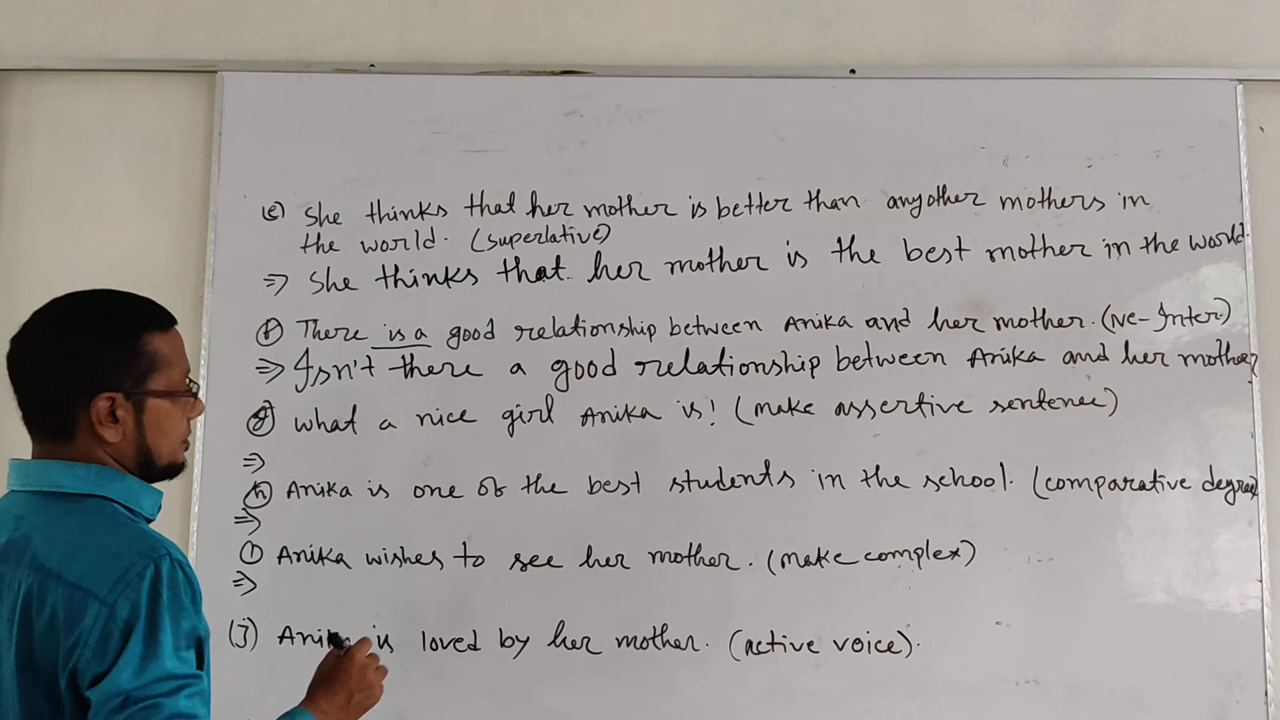 (e) She thinks that her mother is better than anyother mothers in
the world. (superlative)
⇒ She thinks that her mother is the best mother in the world.
(f) There is a good relationship between Anika and her mother. (Ne-Inter)
⇒ Isn't there a good relationship between Anika and her mother?
(g) What a nice girl Anika is! (make assertive sentence)
⇒
(h) Anika is one of the best students in the school. (comparative degree)
⇒
(i) Anika wishes to see her mother. (make complex)
⇒
(j) Anika is loved by her mother. (active voice).